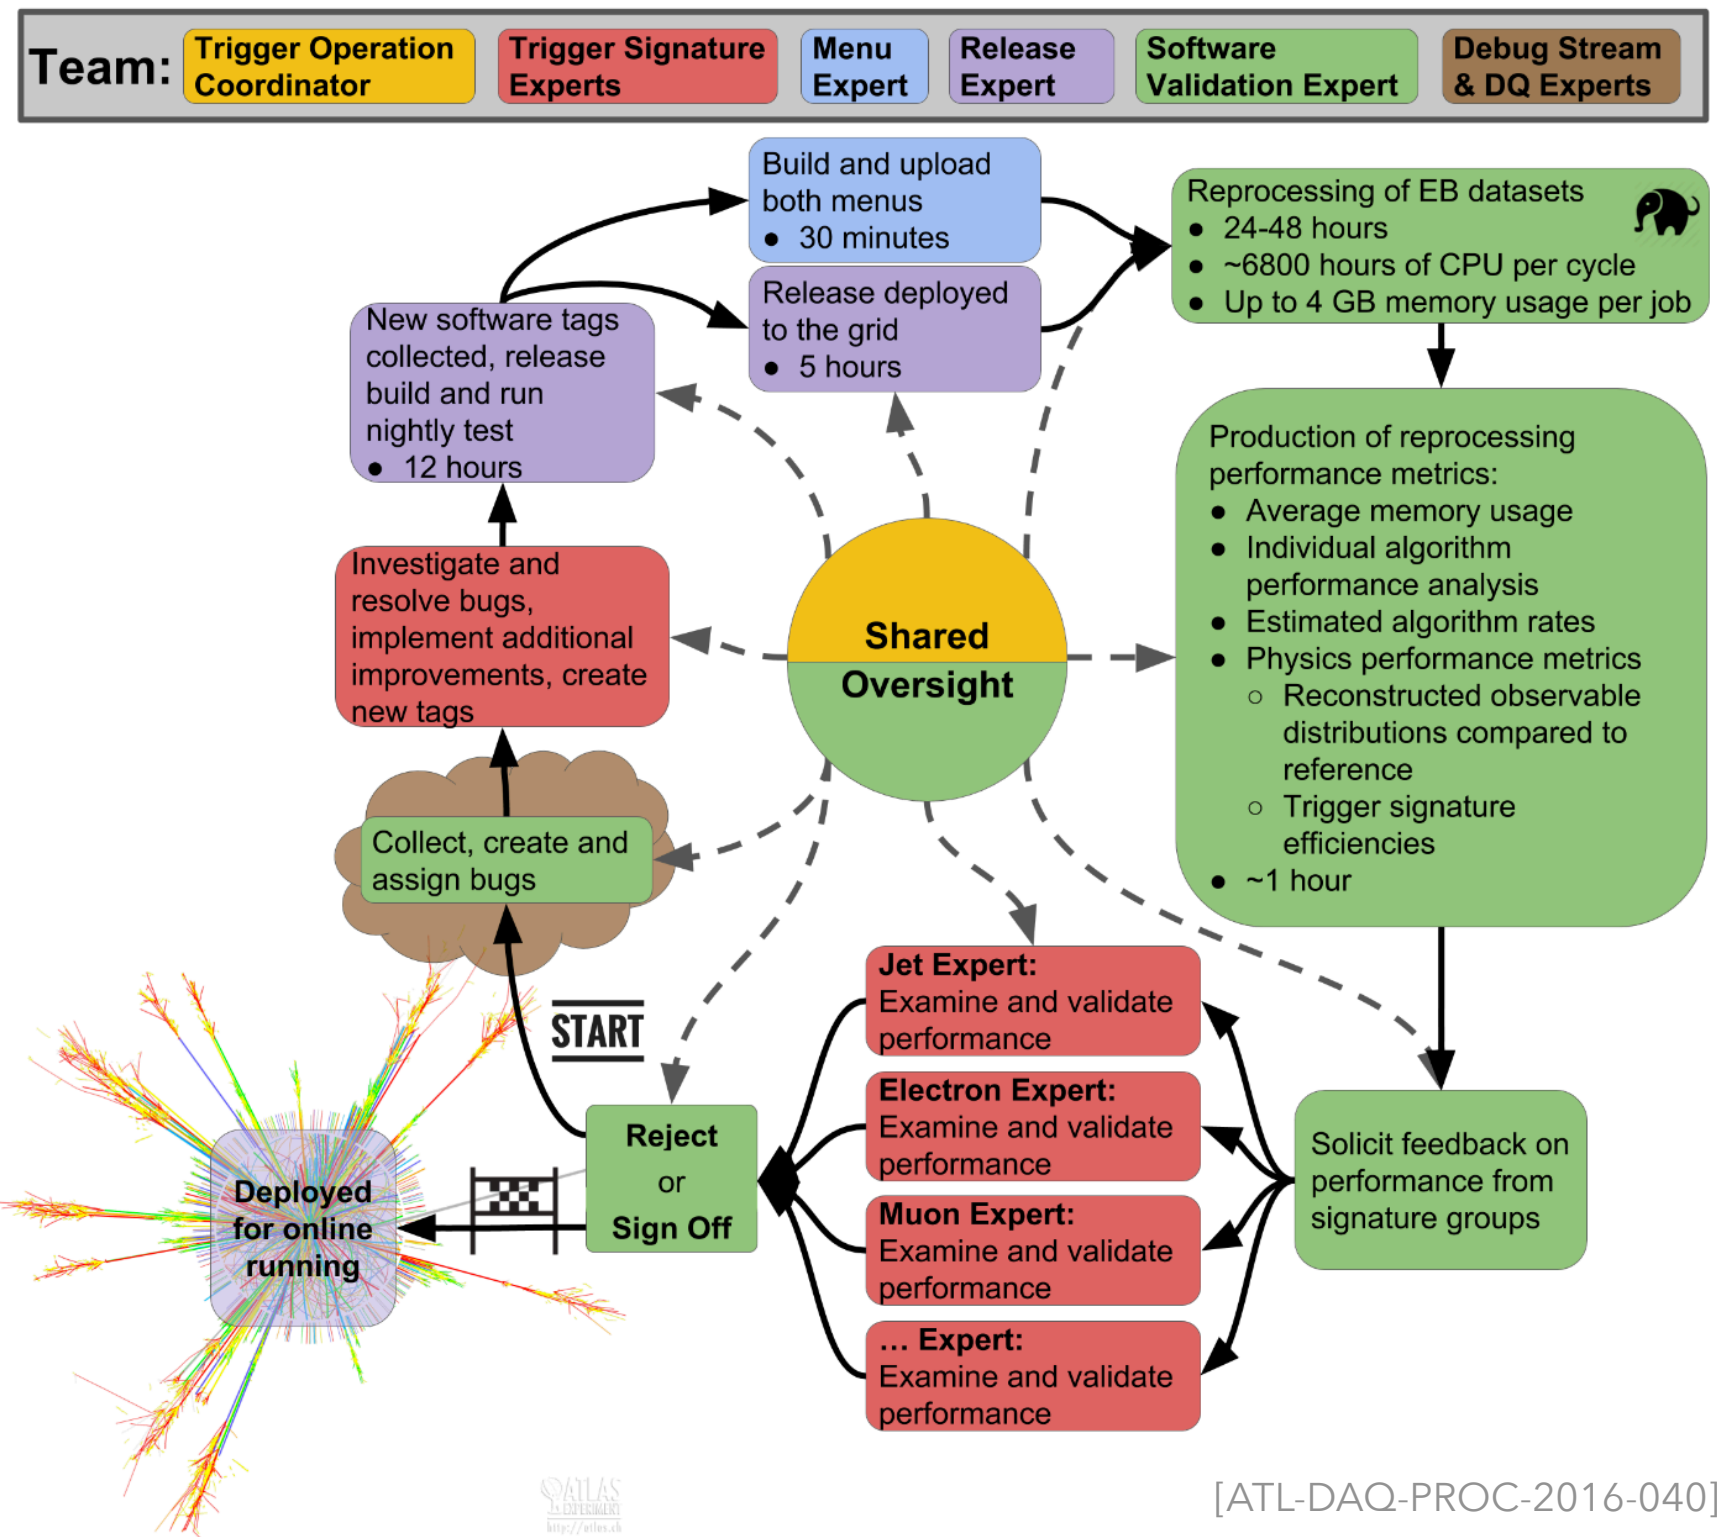 Team:
Trigger Operation
Coordinator
Trigger Signature
Experts
Menu
Expert
Release
Expert
Software
Validation Expert
Debug Stream
& DQ Experts
Build and upload
both menus
● 30 minutes
Release deployed
to the grid
● 5 hours
Reprocessing of EB datasets
● 24-48 hours
● ~6800 hours of CPU per cycle
● Up to 4 GB memory usage per job
New software tags
collected, release
build and run
nightly test
● 12 hours
Production of reprocessing
performance metrics:
● Average memory usage
● Individual algorithm
performance analysis
● Estimated algorithm rates
● Physics performance metrics
○ Reconstructed observable
distributions compared to
reference
○ Trigger signature
efficiencies
● ~1 hour
Investigate and
resolve bugs,
implement additional
improvements, create
new tags
Shared
Oversight
Collect, create and
assign bugs
START
Jet Expert:
Examine and validate
performance
Electron Expert:
Examine and validate
performance
Muon Expert:
Examine and validate
performance
... Expert:
Examine and validate
performance
Solicit feedback on
performance from
signature groups
Reject
or
Sign Off
Deployed
for online
running
ATLAS
EXPERIMENT
http://atlas.ch
[ATL-DAQ-PROC-2016-040]